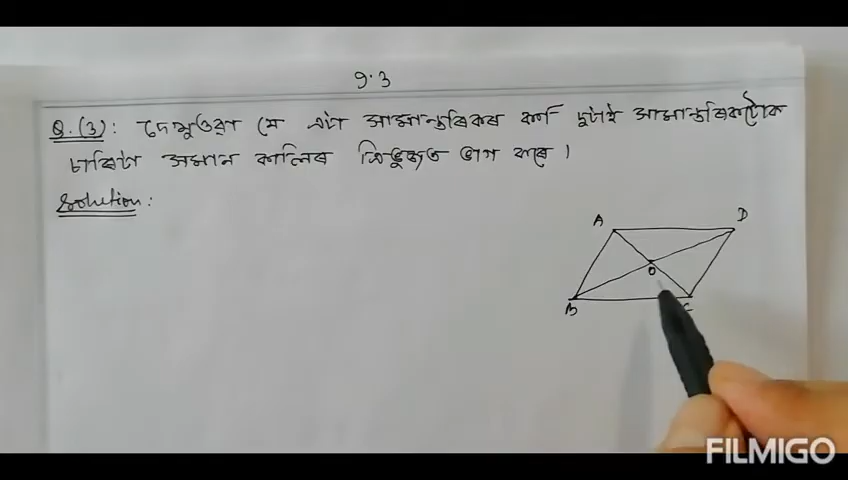 9.3
Q.(3): দেখুওৱা যে এটা সামান্তৰিকৰ কৰ্ণ দুটাই সামান্তৰিকটোক
চাৰিটা সমান কালিৰ ত্ৰিভুজত ভাগ কৰে ।
Solution:
A D
O
B C
FILMIGO